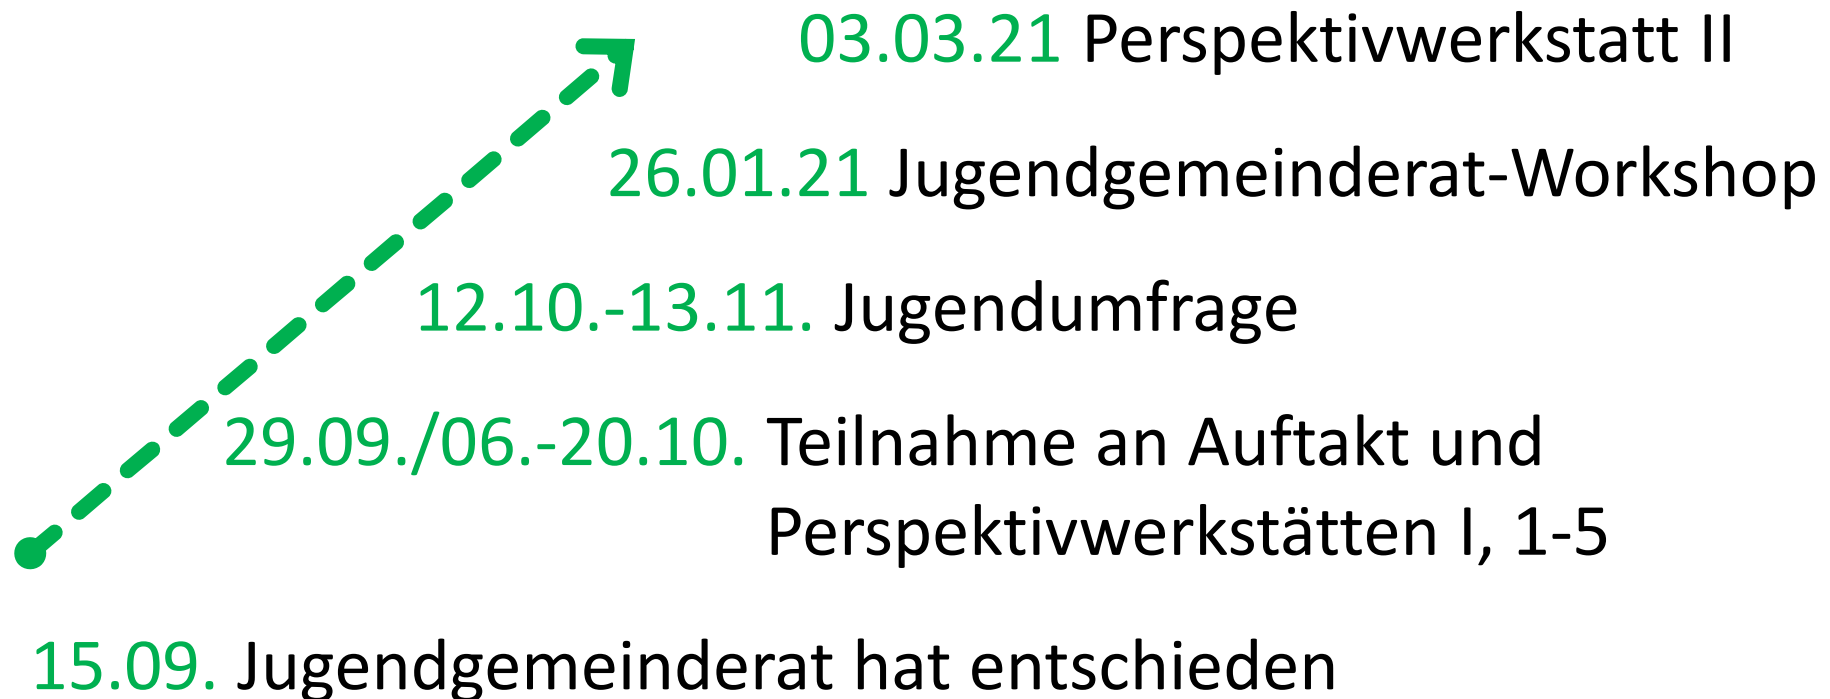 03.03.21 Perspektivwerkstatt II
26.01.21 Jugendgemeinderat-Workshop
12.10.-13.11. Jugendumfrage
29.09./06.-20.10. Teilnahme an Auftakt und
Perspektivwerkstätten I, 1-5
15.09. Jugendgemeinderat hat entschieden